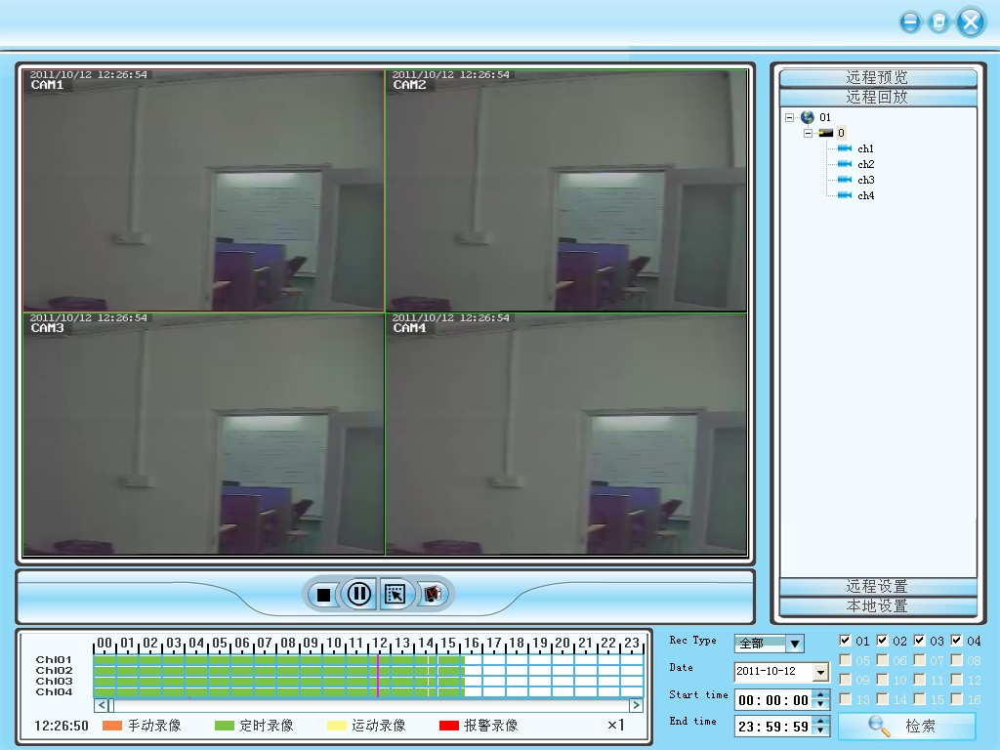 2011/10/12 12:26:54
CAM1
2011/10/12 12:26:54
CAM2
2011/10/12 12:26:54
CAM3
2011/10/12 12:26:54
CAM4
远程预览
远程回放
01
0
ch1
ch2
ch3
ch4
远程设置
本地设置
00 01 02 03 04 05 06 07 08 09 10 11 12 13 14 15 16 17 18 19 20 21 22 23
Ch101
Ch102
Ch103
Ch104
12:26:50 手动录像 定时录像 运动录像 报警录像 ×1
Rec Type 全部
Date 2011-10-12
Start time 00:00:00
End time 23:59:59
01 02 03 04
05 06 07 08
09 10 11 12
13 14 15 16
检索